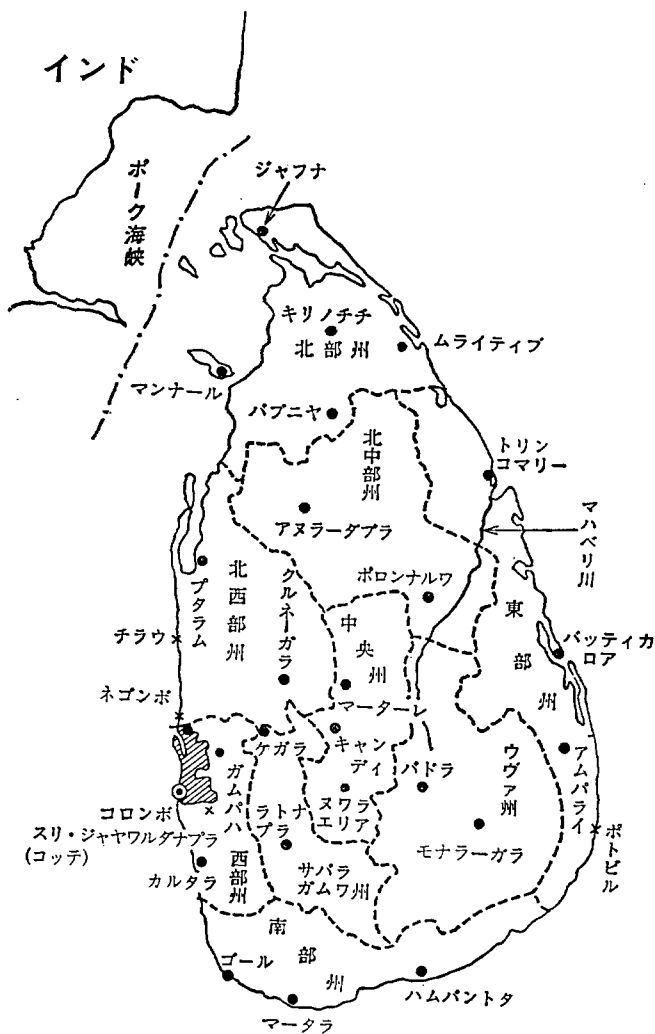 インド
ポーク海峡
ジャフナ
キリノチチ
北部州
ムライティブ
マンナール
バブニヤ
北中部州
トリン
コマリー
アヌラーダプラ
マハベリ川
プタラム
北西部州
クルネーガラ
ポロンナルワ
東部州
チラウ
中央州
バッティカ
ロア
ネゴンボ
マーターレ
ケガラ
キャン
ディ
バドラ
ウヴァ州
アムパライ
ガムパハ
ヌワラ
エリア
コロンボ
スリ・ジャヤワルダナプラ
(コッテ)
ラトナ
プラ
モナラーガラ
ポトビル
カルタラ
西部州
サバラ
ガムワ州
南部州
ゴール
ハムバントタ
マータラ